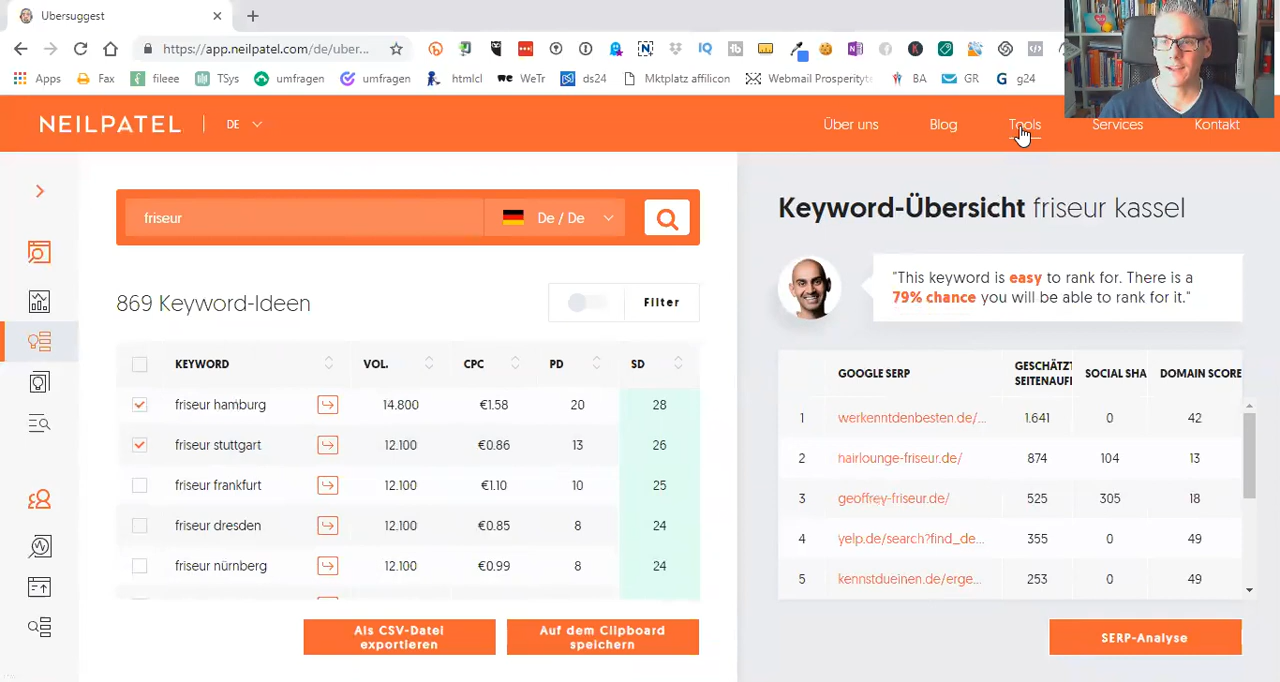 Ubersuggest
https://app.neilpatel.com/de/uber...
Apps Fax fileee TSys umfragen umfragen htmlcl WeTr ds24 Mktplatz affilicon Webmail Prosperityte BA GR g24
NEILPATEL DE Über uns Blog Tools Services Kontakt
friseur De / De
869 Keyword-Ideen Filter
KEYWORD VOL. CPC PD SD
friseur hamburg 14.800 €1.58 20 28
friseur stuttgart 12.100 €0.86 13 26
friseur frankfurt 12.100 €1.10 10 25
friseur dresden 12.100 €0.85 8 24
friseur nürnberg 12.100 €0.99 8 24
Als CSV-Datei
exportieren
Auf dem Clipboard
speichern
Keyword-Übersicht friseur kassel
"This keyword is easy to rank for. There is a
79% chance you will be able to rank for it."
GOOGLE SERP GESCHÄTZT SOCIAL SHA DOMAIN SCORE
SEITENAUFI
1 werkenntdenbesten.de/... 1.641 0 42
2 hairlounge-friseur.de/ 874 104 13
3 geoffrey-friseur.de/ 525 305 18
4 yelp.de/search?find_de... 355 0 49
5 kennstdueinen.de/erge... 253 0 49
SERP-Analyse